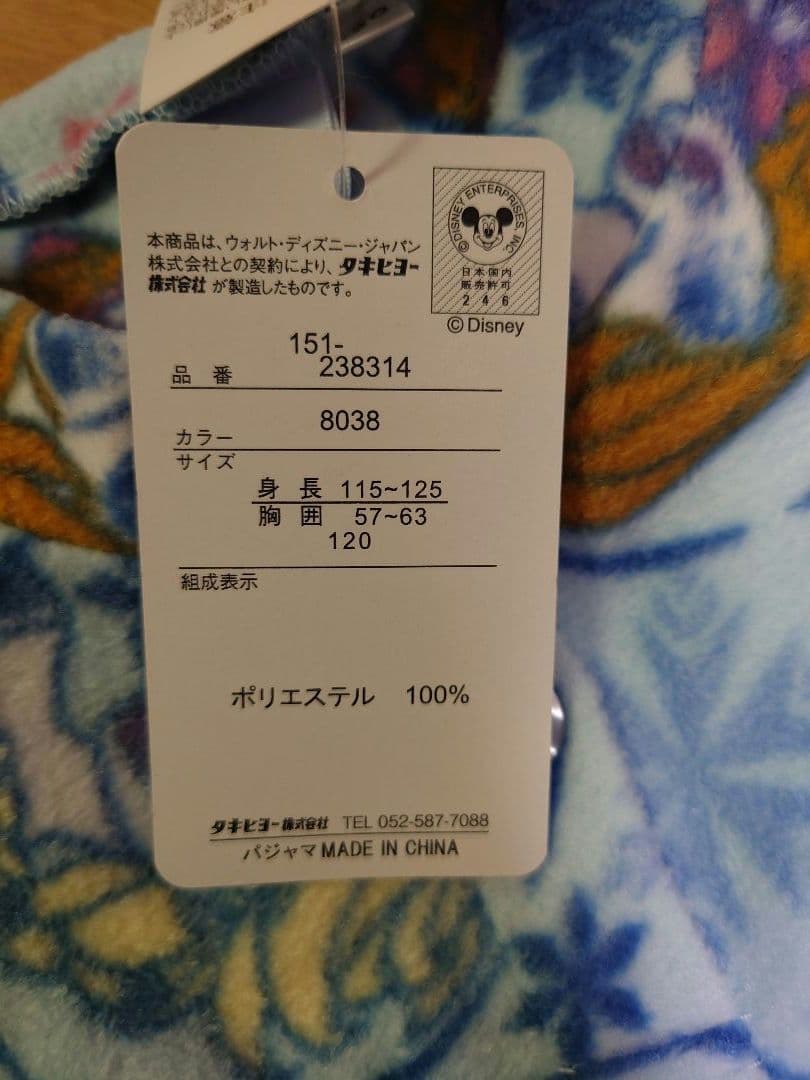 本商品は、ウォルト・ディズニー・ジャパン
株式会社との契約により、タキヒヨー
株式会社が製造したものです。
©DISNEY ENTERPRISES, INC
日本国内
販売許可
246
©Disney
151-
品番 238314
カラー 8038
サイズ
身長 115~125
胸囲 57~63
120
組成表示
ポリエステル 100%
タキヒヨー株式会社 TEL 052-587-7088
パジャマ MADE IN CHINA